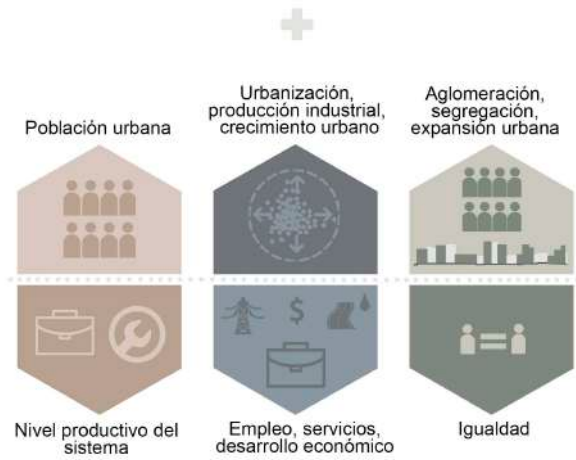 Población urbana
Urbanización,
producción industrial,
crecimiento urbano
Aglomeración,
segregación,
expansión urbana
$
Nivel productivo del
sistema
Empleo, servicios,
desarrollo económico
Igualdad